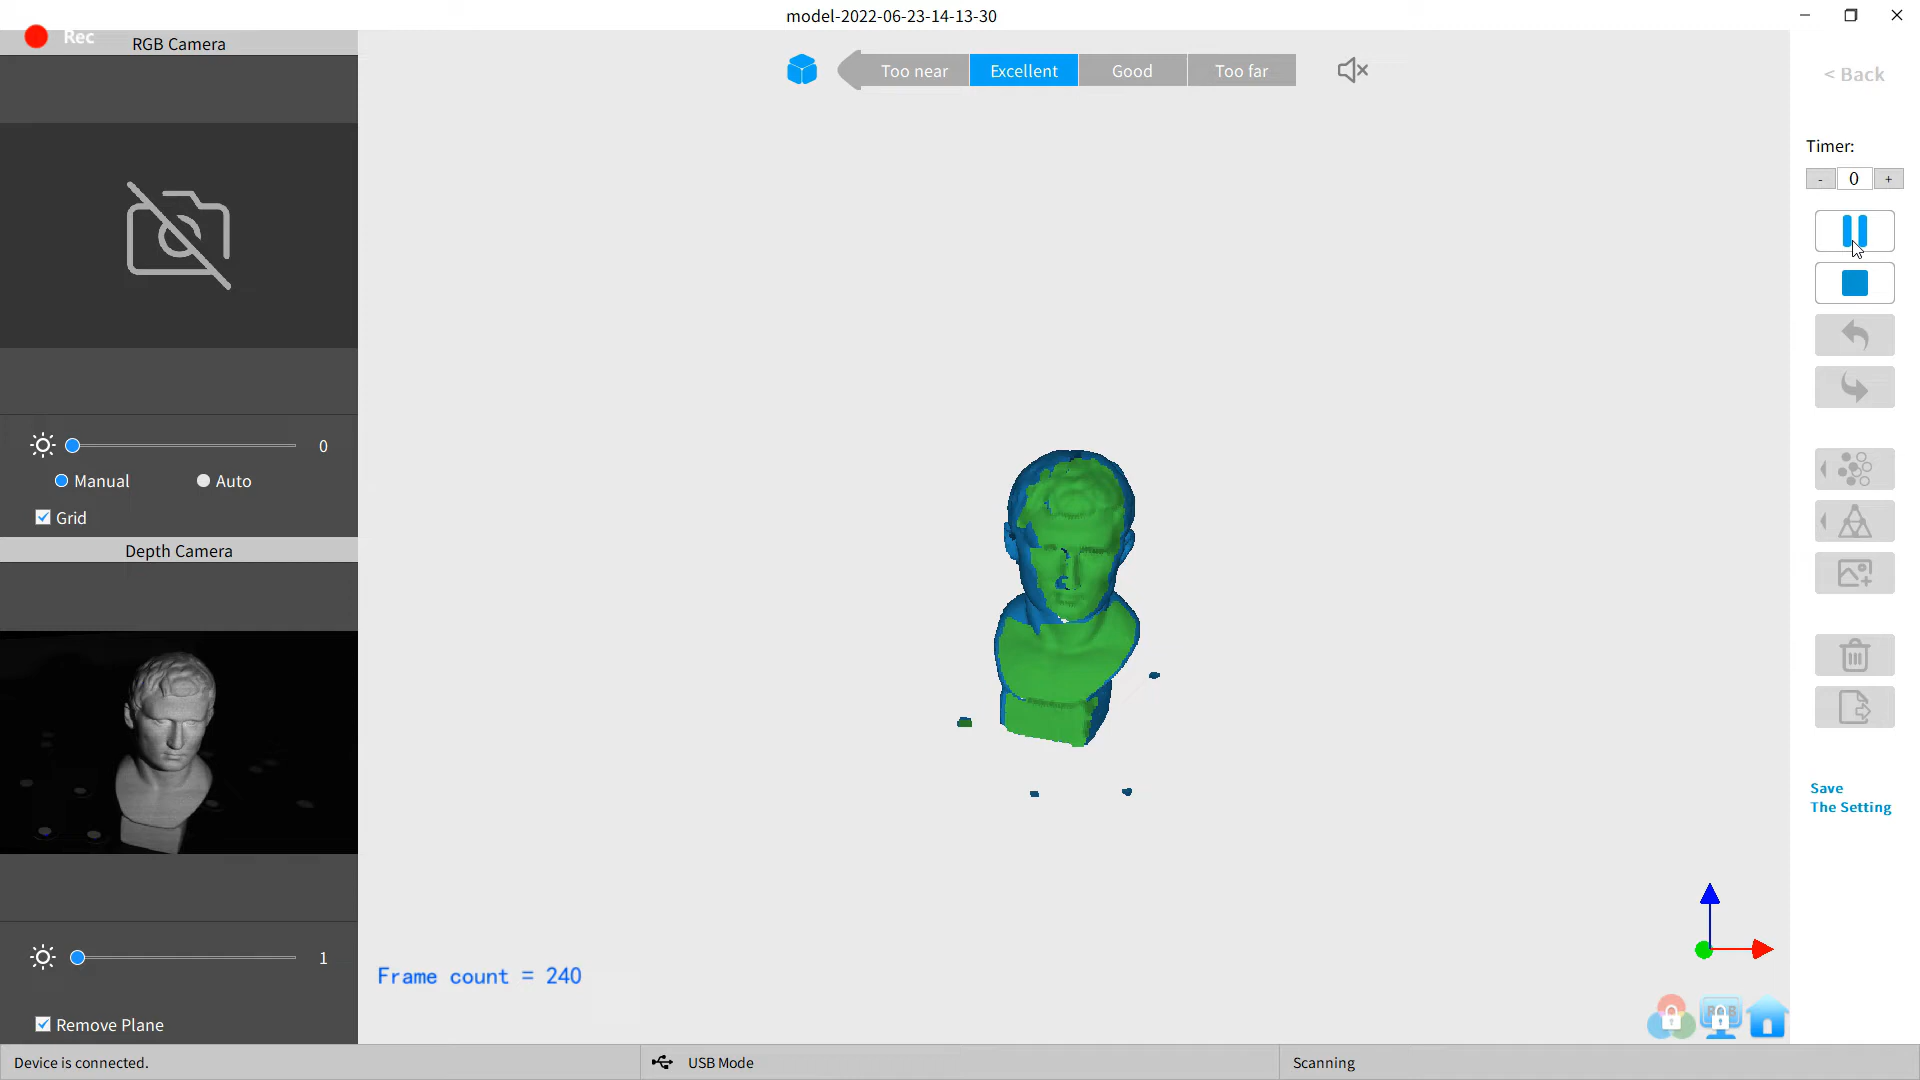 model-2022-06-23-14-13-30
Rec
RGB Camera
Too near
Excellent
Good
Too far
< Back
Timer:
- 0 +
0
Manual
Auto
Grid
Depth Camera
Save
The Setting
1
Frame count = 240
Remove Plane
RGB
Device is connected.
USB Mode
Scanning